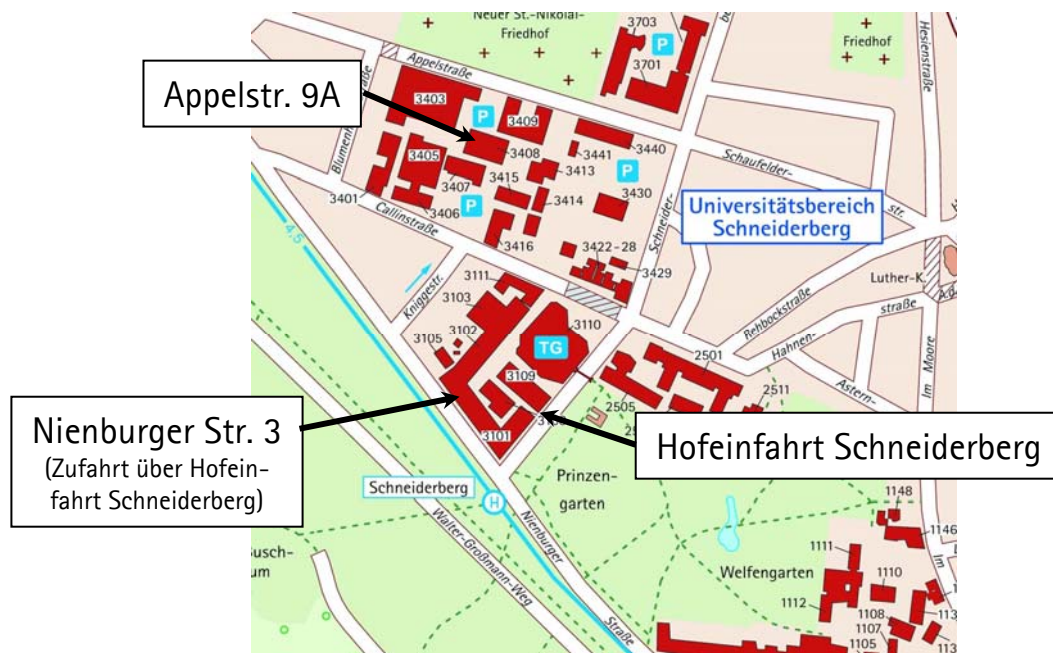 Neuer St.-Nikolai-
Friedhof
3703
P
3701
Friedhof
Hessenstraße
Appelstraße
Appelstr. 9A
3403
P
3409
3408
3441
3440
P
3405
3407
3415
3413
3430
3414
3401
3406
P
Callinstraße
3416
Schneider-
Schaufelder-
str.
Universitätsbereich
Schneiderberg
4,5
3422-28
3429
Luther-K.
Kniggestr.
3111
3103
3102
3105
3110
TG
3109
3101
Rehbockstraße
straße
Hahnen-
2501
2511
2505
Astern-
Im Moore
Nienburger Str. 3
(Zufahrt über Hofein-
fahrt Schneiderberg)
Hofeinfahrt Schneiderberg
Schneiderberg
H
Prinzen-
garten
Nienburger
Straße
Walter-Großmann-Weg
Welfengarten
1148
1146
1111
1110
1112
1108
1107
1105
Im